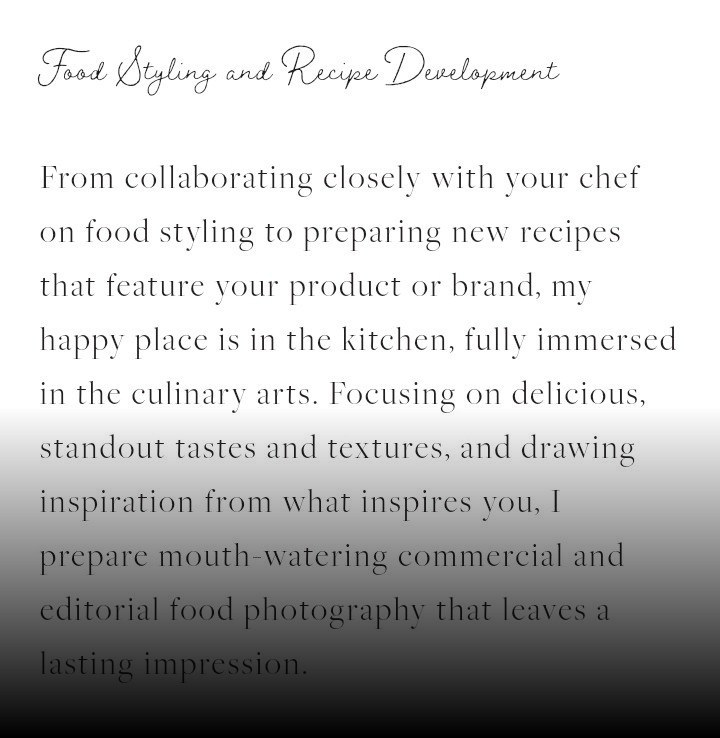 Food Styling and Recipe Development
From collaborating closely with your chef
on food styling to preparing new recipes
that feature your product or brand, my
happy place is in the kitchen, fully immersed
in the culinary arts. Focusing on delicious,
standout tastes and textures, and drawing
inspiration from what inspires you, I
prepare mouth-watering commercial and
editorial food photography that leaves a
lasting impression.